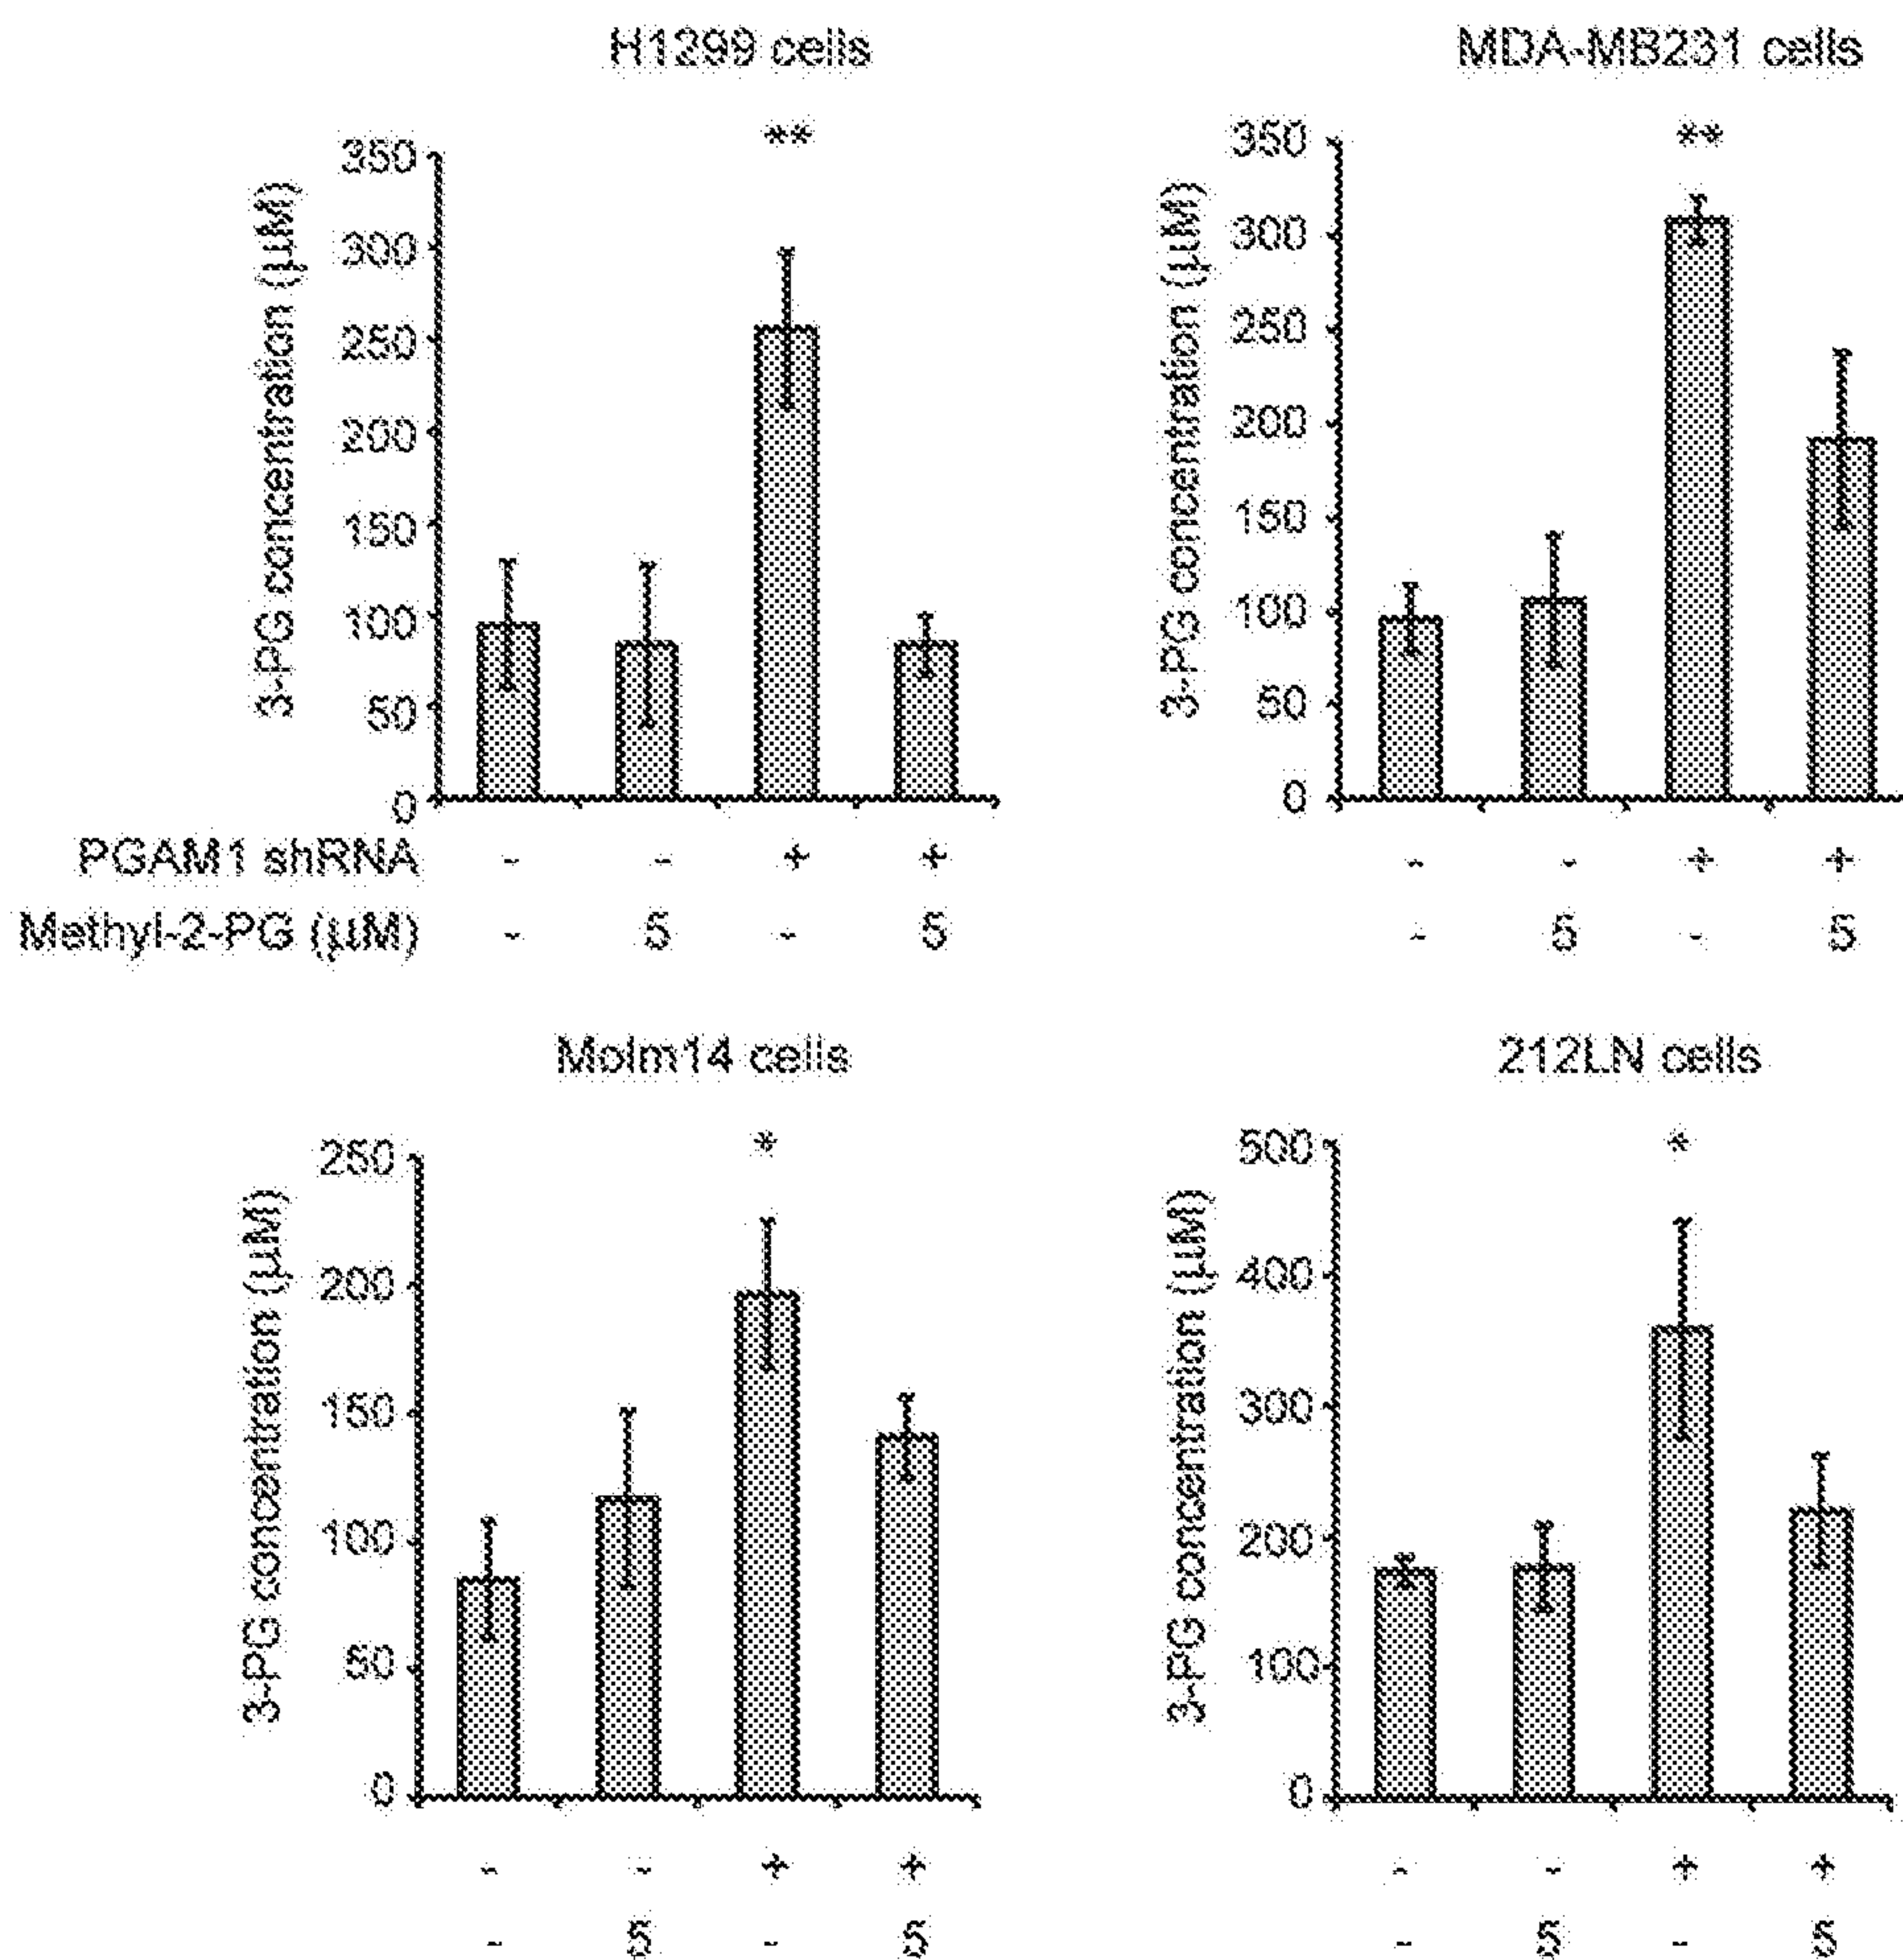 H1299 cells
**
3-PG concentration (µM)
350
300
250
200
150
100
50
0
PGAM1 shRNA - - + +
Methyl-2-PG (µM) - 5 - 5
MDA-MB231 cells
**
3-PG concentration (µM)
350
300
250
200
150
100
50
0
- - + +
- 5 - 5
Molm14 cells
*
3-PG concentration (µM)
250
200
150
100
50
0
- - + +
- 5 - 5
212LN cells
*
3-PG concentration (µM)
500
400
300
200
100
0
- - + +
- 5 - 5